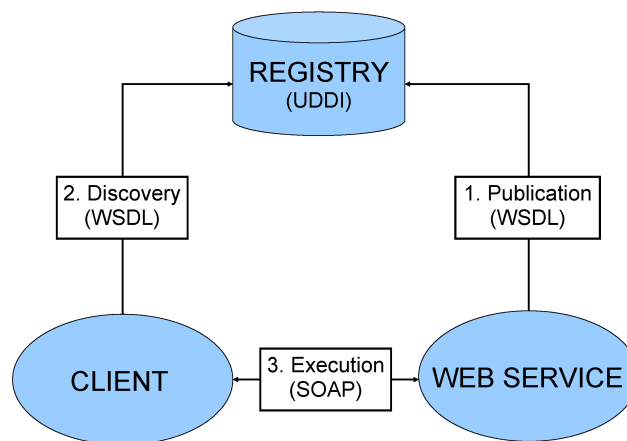 REGISTRY
(UDDI)
2. Discovery
(WSDL)
1. Publication
(WSDL)
CLIENT
3. Execution
(SOAP)
WEB SERVICE